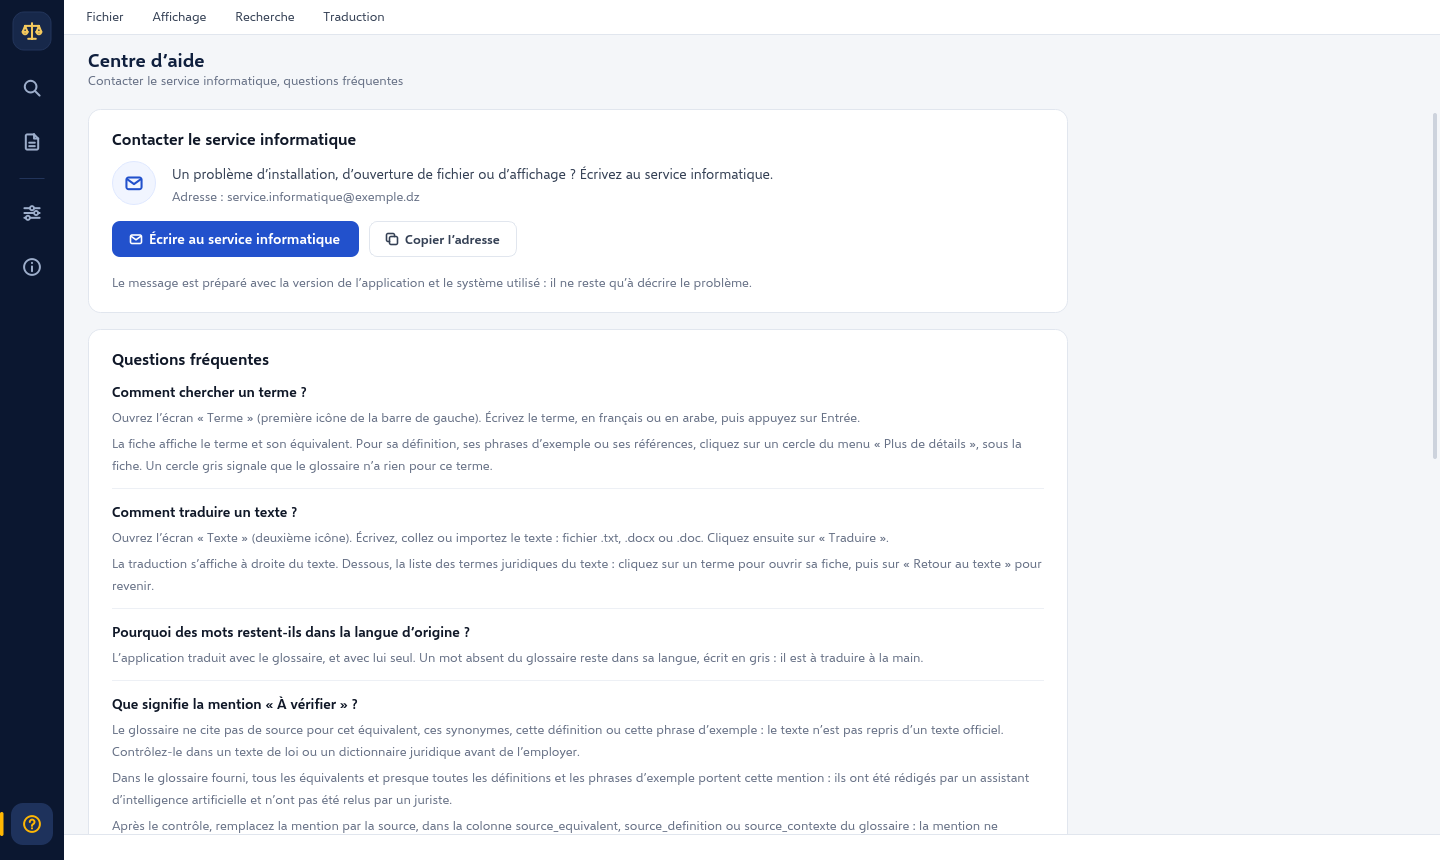 Fichier Affichage Recherche Traduction
Centre d’aide
Contacter le service informatique, questions fréquentes
Contacter le service informatique
Un problème d’installation, d’ouverture de fichier ou d’affichage ? Écrivez au service informatique.
Adresse : service.informatique@exemple.dz
Écrire au service informatique
Copier l’adresse
Le message est préparé avec la version de l’application et le système utilisé : il ne reste qu’à décrire le problème.
Questions fréquentes
Comment chercher un terme ?
Ouvrez l’écran « Terme » (première icône de la barre de gauche). Écrivez le terme, en français ou en arabe, puis appuyez sur Entrée.
La fiche affiche le terme et son équivalent. Pour sa définition, ses phrases d’exemple ou ses références, cliquez sur un cercle du menu « Plus de détails », sous la
fiche. Un cercle gris signale que le glossaire n’a rien pour ce terme.
Comment traduire un texte ?
Ouvrez l’écran « Texte » (deuxième icône). Écrivez, collez ou importez le texte : fichier .txt, .docx ou .doc. Cliquez ensuite sur « Traduire ».
La traduction s’affiche à droite du texte. Dessous, la liste des termes juridiques du texte : cliquez sur un terme pour ouvrir sa fiche, puis sur « Retour au texte » pour
revenir.
Pourquoi des mots restent-ils dans la langue d’origine ?
L’application traduit avec le glossaire, et avec lui seul. Un mot absent du glossaire reste dans sa langue, écrit en gris : il est à traduire à la main.
Que signifie la mention « À vérifier » ?
Le glossaire ne cite pas de source pour cet équivalent, ces synonymes, cette définition ou cette phrase d’exemple : le texte n’est pas repris d’un texte officiel.
Contrôlez-le dans un texte de loi ou un dictionnaire juridique avant de l’employer.
Dans le glossaire fourni, tous les équivalents et presque toutes les définitions et les phrases d’exemple portent cette mention : ils ont été rédigés par un assistant
d’intelligence artificielle et n’ont pas été relus par un juriste.
Après le contrôle, remplacez la mention par la source, dans la colonne source_equivalent, source_definition ou source_contexte du glossaire : la mention ne